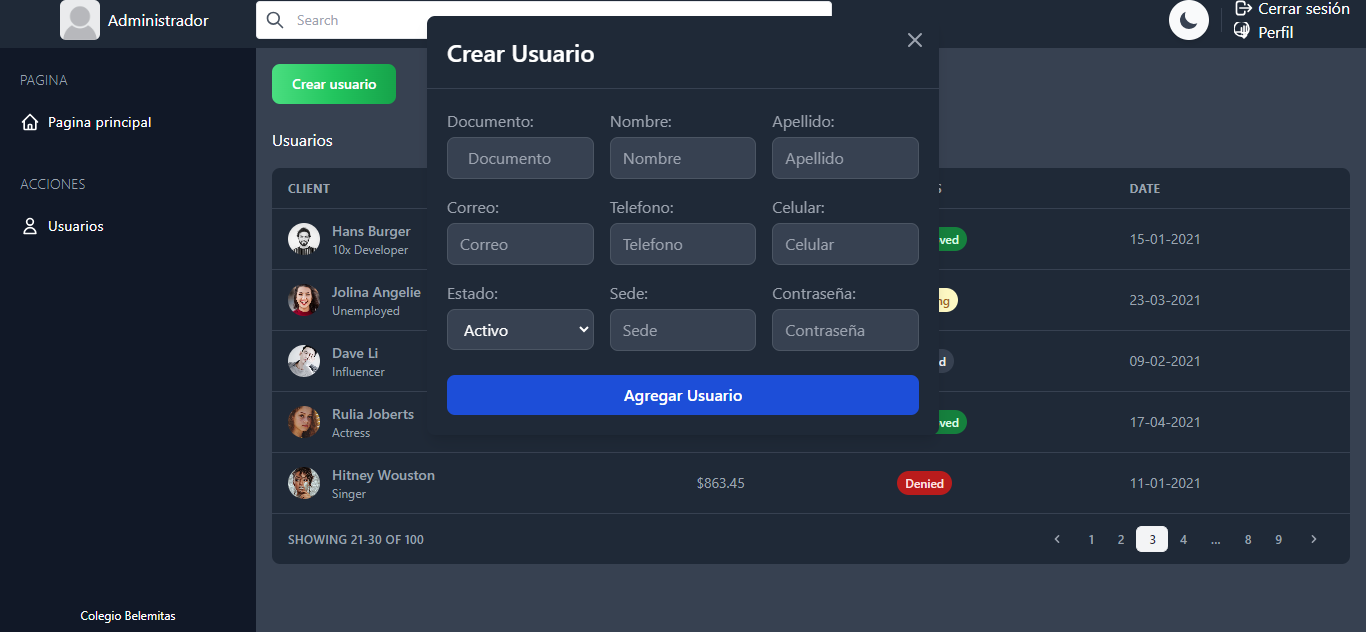 Administrador
Search
Cerrar sesión
Perfil
PAGINA
Pagina principal
ACCIONES
Usuarios
Colegio Belemitas
Crear usuario
Usuarios
CLIENT
DATE
Hans Burger
10x Developer
15-01-2021
Jolina Angelie
Unemployed
23-03-2021
Dave Li
Influencer
09-02-2021
Rulia Joberts
Actress
17-04-2021
Hitney Wouston
Singer
$863.45
Denied
11-01-2021
SHOWING 21-30 OF 100
1 2 3 4 ... 8 9
Crear Usuario
Documento: Nombre: Apellido:
Documento Nombre Apellido
Correo: Telefono: Celular:
Correo Telefono Celular
Estado: Sede: Contraseña:
Activo Sede Contraseña
Agregar Usuario